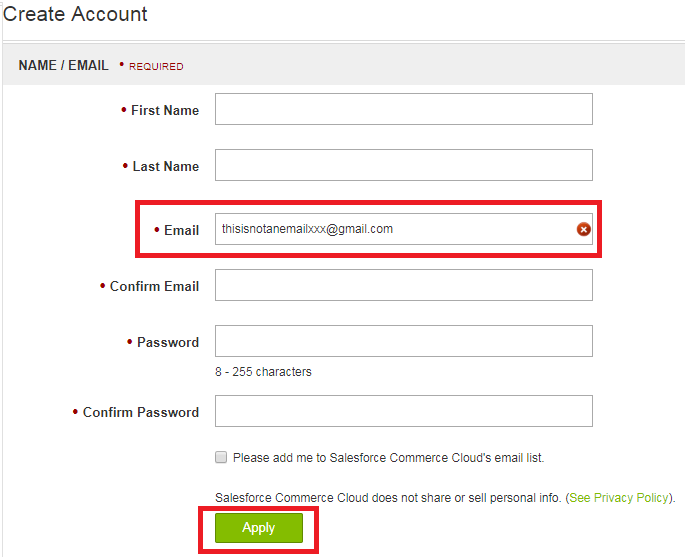 Create Account
NAME / EMAIL • REQUIRED
• First Name
• Last Name
• Email thisisnotanemailxxx@gmail.com
• Confirm Email
• Password
8 - 255 characters
• Confirm Password
Please add me to Salesforce Commerce Cloud's email list.
Salesforce Commerce Cloud does not share or sell personal info. (See Privacy Policy).
Apply